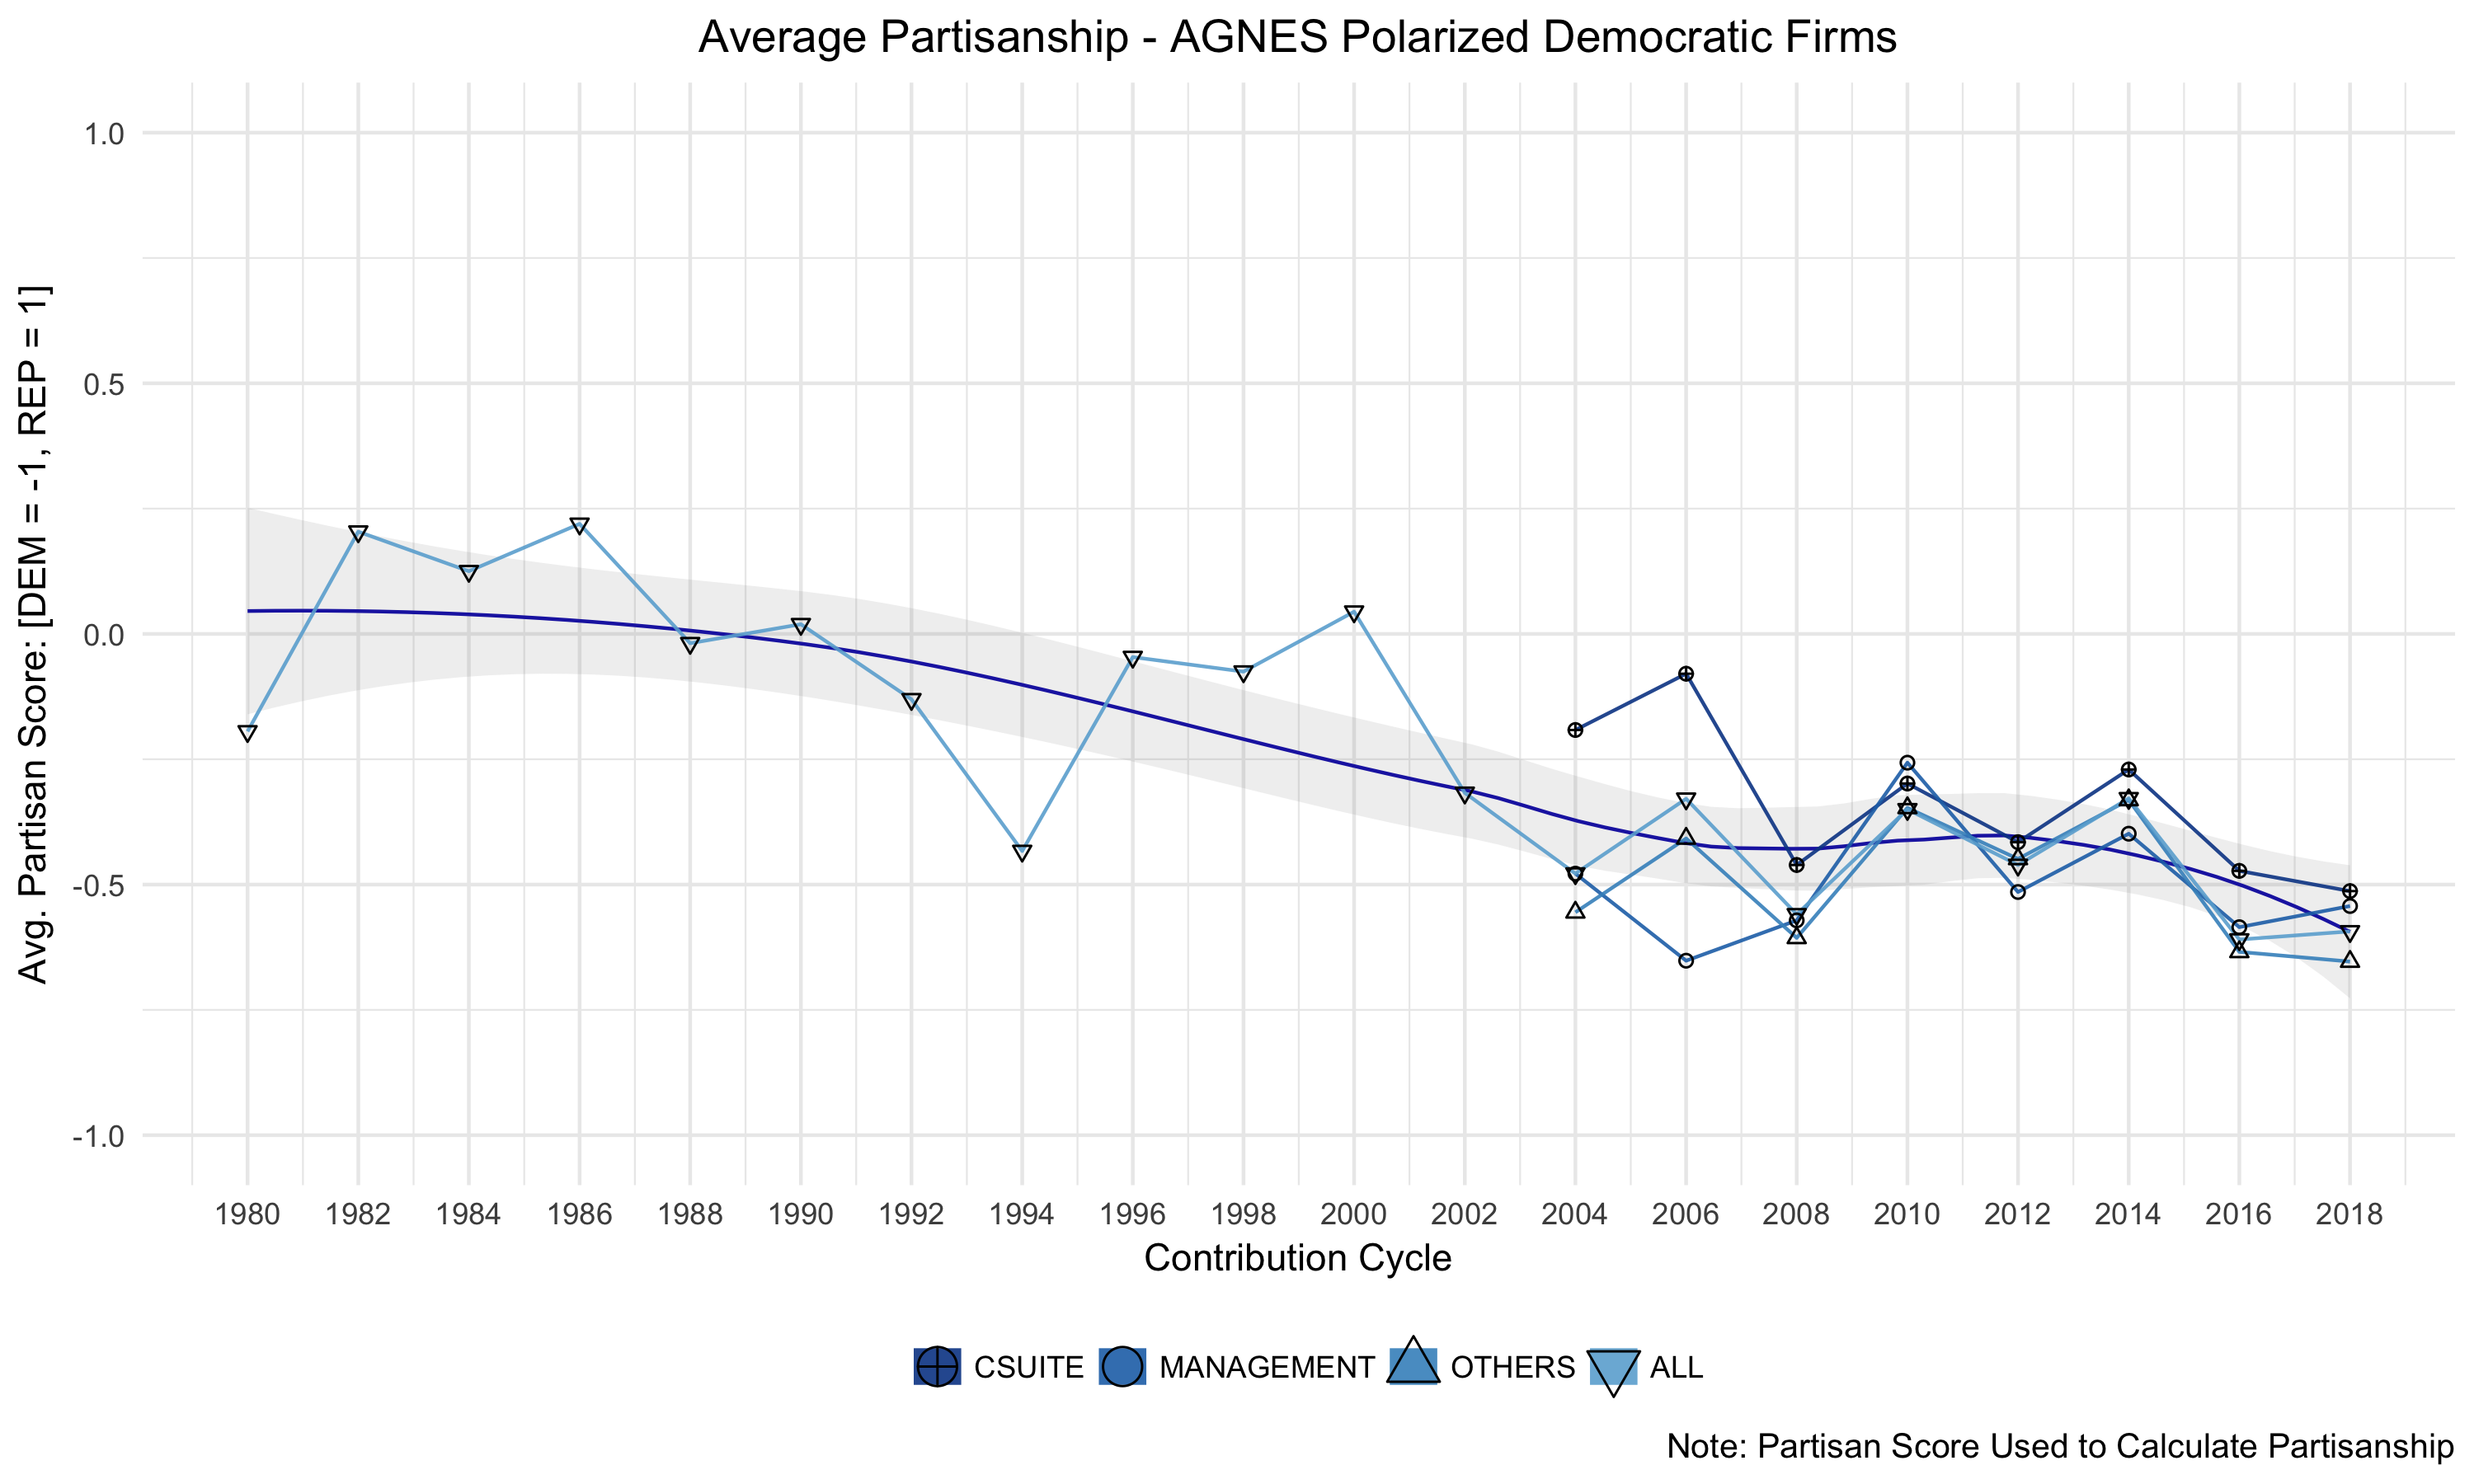 Average Partisanship - AGNES Polarized Democratic Firms
Avg. Partisan Score: [DEM = -1, REP = 1]
1.0
0.5
0.0
-0.5
-1.0
1980 1982 1984 1986 1988 1990 1992 1994 1996 1998 2000 2002 2004 2006 2008 2010 2012 2014 2016 2018
Contribution Cycle
CSUITE MANAGEMENT OTHERS ALL
Note: Partisan Score Used to Calculate Partisanship